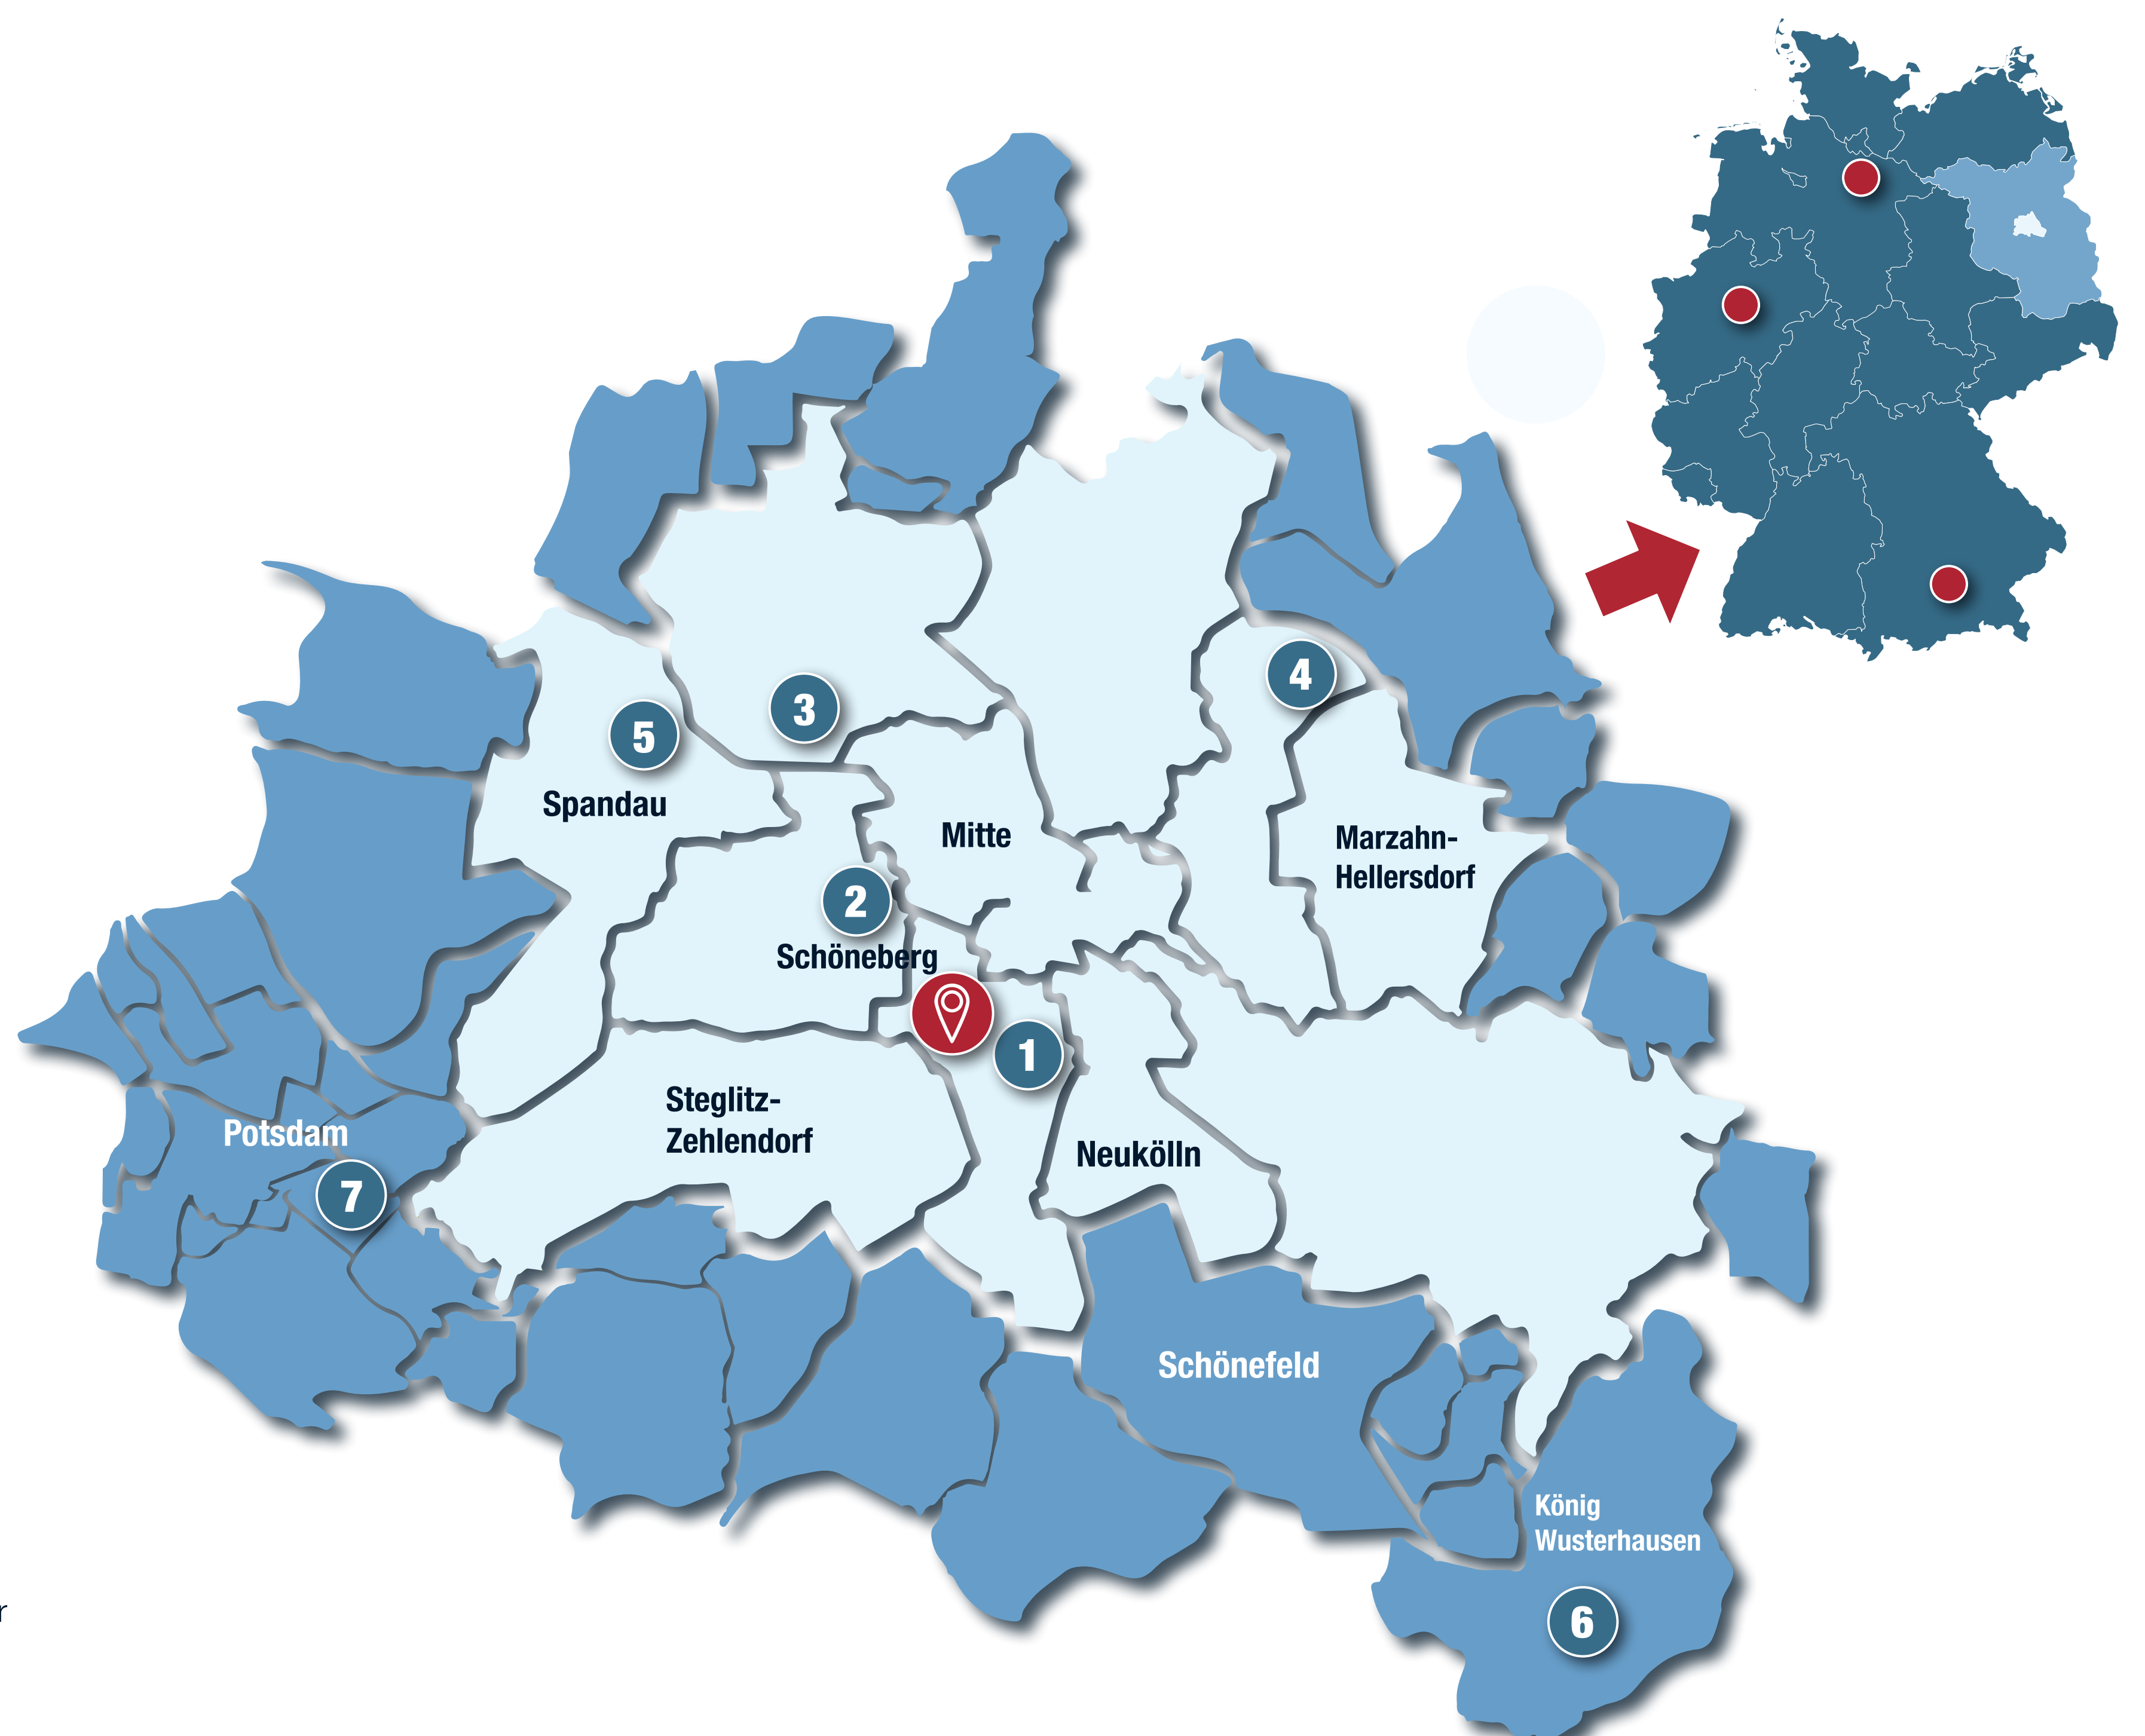 4
3
5
Spandau
Mitte
Marzahn-
Hellersdorf
2
Schöneberg
1
Steglitz-
Zehlendorf
Potsdam
Neukölln
7
Schönefeld
König
Wusterhausen
6
r